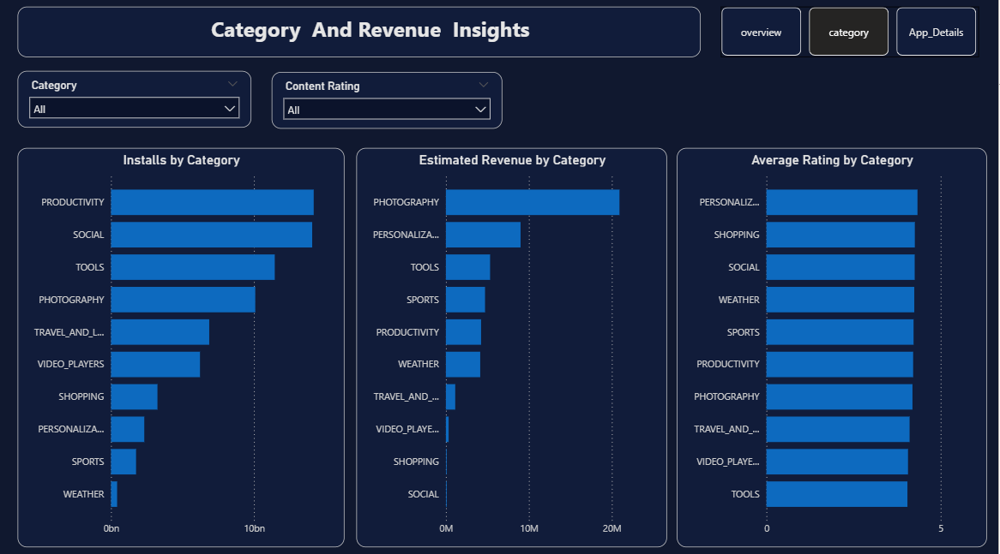 Category And Revenue Insights
overview
category
App_Details
Category
All
Content Rating
All
Installs by Category
PRODUCTIVITY
SOCIAL
TOOLS
PHOTOGRAPHY
TRAVEL_AND_L...
VIDEO_PLAYERS
SHOPPING
PERSONALIZA...
SPORTS
WEATHER
0bn
10bn
Estimated Revenue by Category
PHOTOGRAPHY
PERSONALIZA...
TOOLS
SPORTS
PRODUCTIVITY
WEATHER
TRAVEL_AND_...
VIDEO_PLAYE...
SHOPPING
SOCIAL
0M
10M
20M
Average Rating by Category
PERSONALIZ...
SHOPPING
SOCIAL
WEATHER
SPORTS
PRODUCTIVITY
PHOTOGRAPHY
TRAVEL_AND_...
VIDEO_PLAYE...
TOOLS
0
5